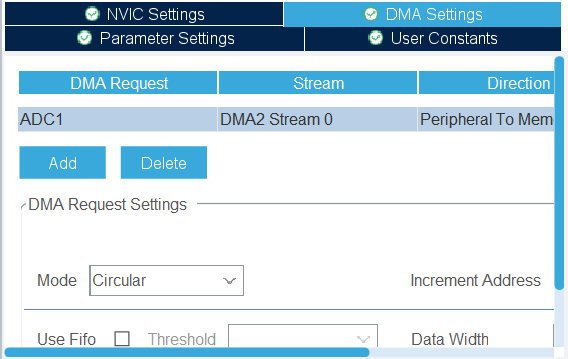 NVIC Settings DMA Settings
Parameter Settings User Constants
DMA Request Stream Direction
ADC1 DMA2 Stream 0 Peripheral To Mem
Add Delete
DMA Request Settings
Mode Circular Increment Address
Use Fifo Threshold Data Width